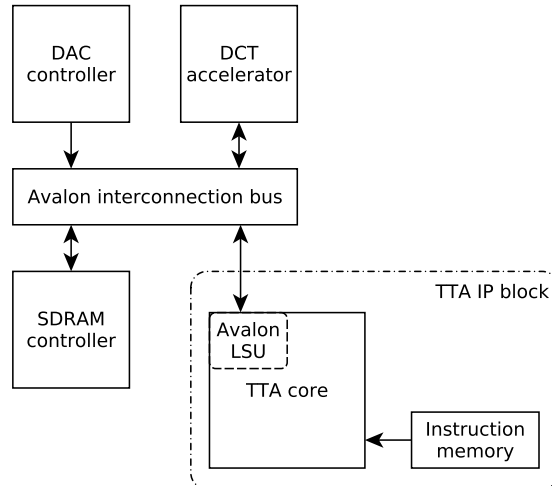 DAC
controller
DCT
accelerator
Avalon interconnection bus
SDRAM
controller
TTA IP block
Avalon
LSU
TTA core
Instruction
memory